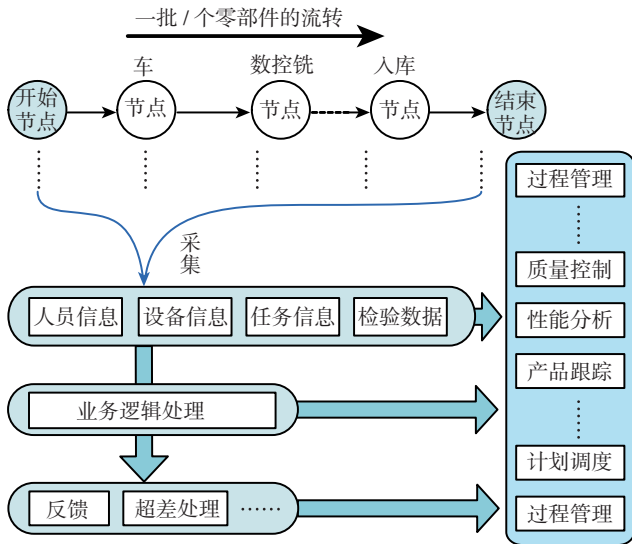 一批 / 个零部件的流转
车
数控铣
入库
开始
节点
节点
节点
节点
结束
节点
采
集
人员信息
设备信息
任务信息
检验数据
业务逻辑处理
反馈
超差处理
……
过程管理
……
质量控制
性能分析
产品跟踪
……
计划调度
过程管理